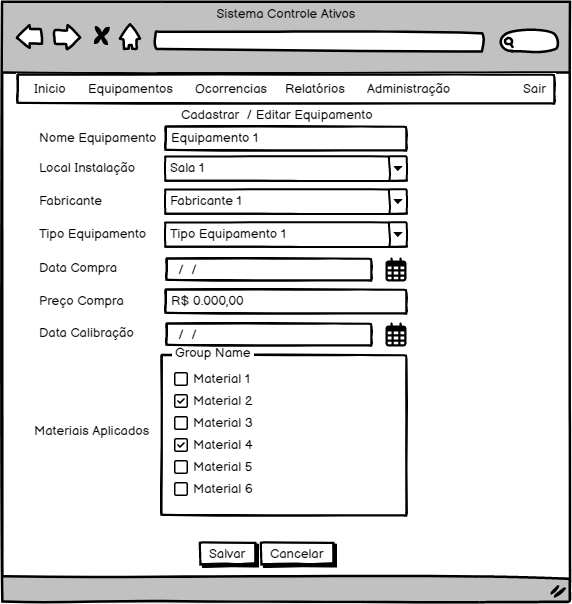 Sistema Controle Ativos
Inicio Equipamentos Ocorrencias Relatórios Administração Sair
Cadastrar / Editar Equipamento
Nome Equipamento Equipamento 1
Local Instalação Sala 1
Fabricante Fabricante 1
Tipo Equipamento Tipo Equipamento 1
Data Compra / /
Preço Compra R$ 0.000,00
Data Calibração / /
Group Name
Material 1
Material 2
Material 3
Materiais Aplicados
Material 4
Material 5
Material 6
Salvar Cancelar